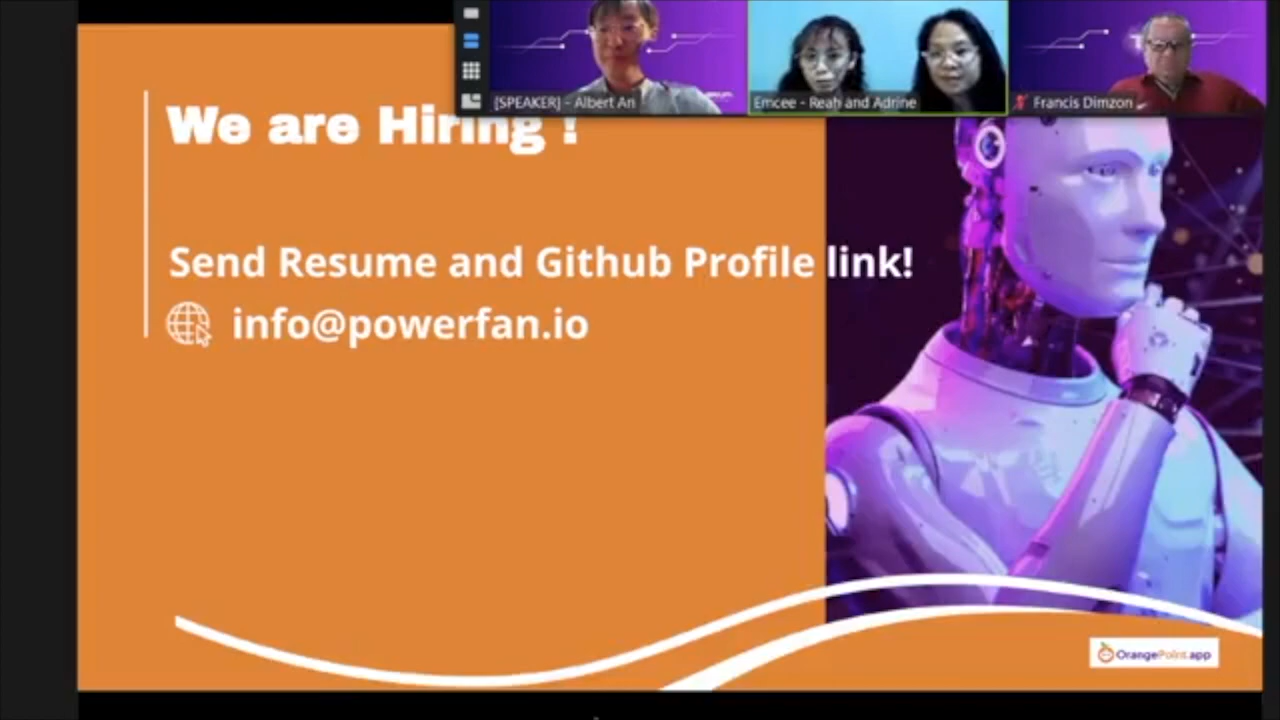 [SPEAKER] - Albert An
Emcee - Reah and Adrine
Francis Dimzon
We are Hiring !
Send Resume and Github Profile link!
info@powerfan.io
OrangePoint.app